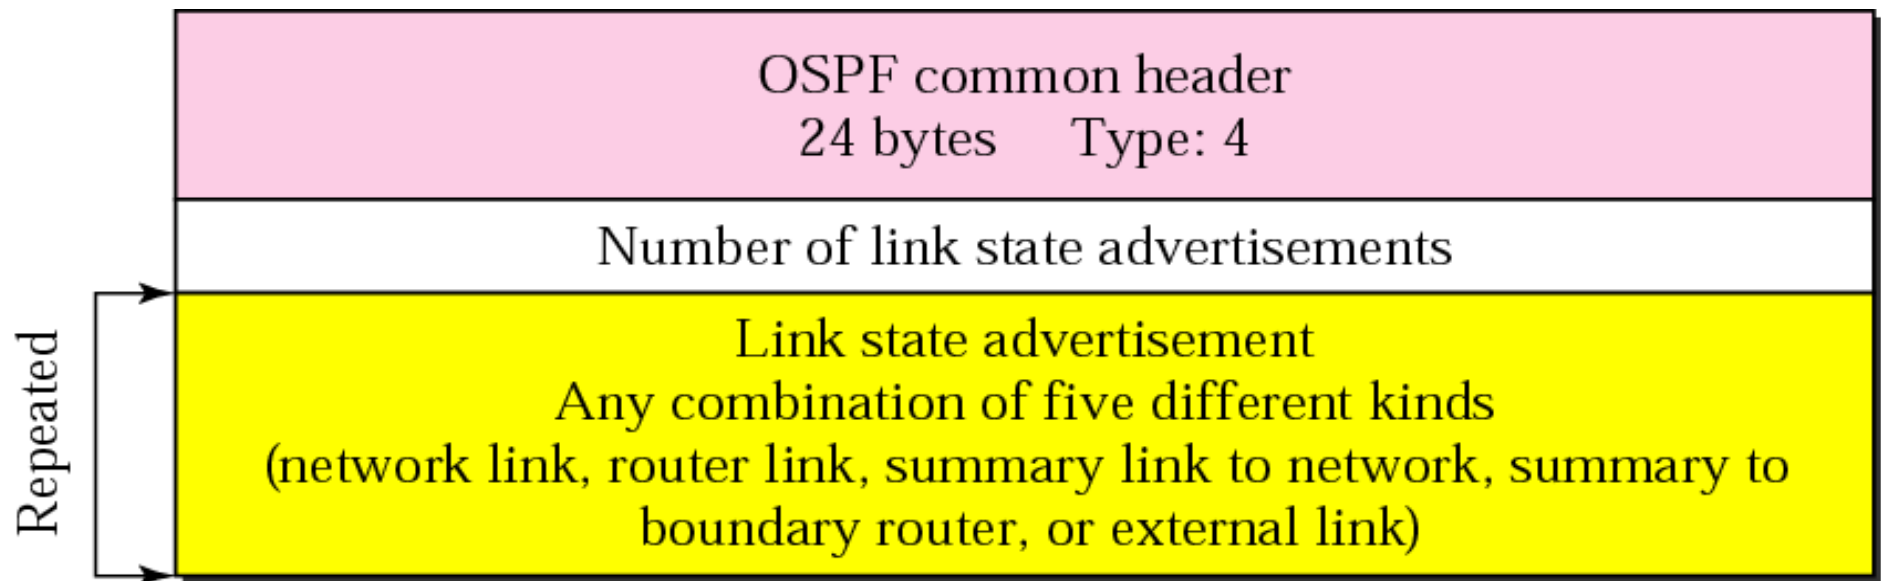 OSPF common header
24 bytes Type: 4
Number of link state advertisements
Repeated
Link state advertisement
Any combination of five different kinds
(network link, router link, summary link to network, summary to
boundary router, or external link)